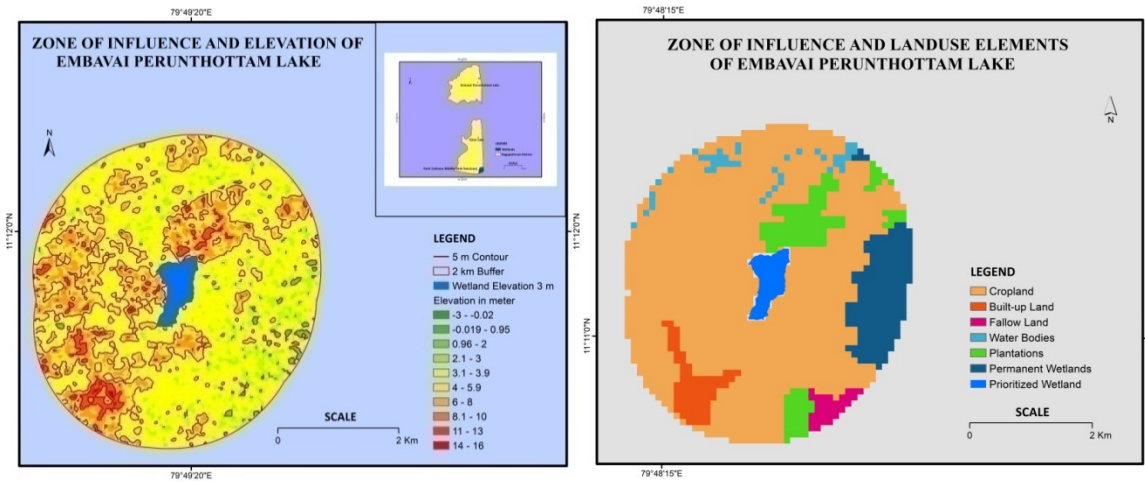 79°49'20"E
ZONE OF INFLUENCE AND ELEVATION OF
EMBAVAI PERUNTHOTTAM LAKE
N
11°12'0"N
LEGEND
5 m Contour
2 km Buffer
Wetland Elevation 3 m
Elevation in meter
-3 - -0.02
-0.019 - 0.95
0.96 - 2
2.1 - 3
3.1 - 3.9
4 - 5.9
6 - 8
8.1 - 10
11 - 13
14 - 16
SCALE
0 2 Km
79°49'20"E
79°48'15"E
ZONE OF INFLUENCE AND LANDUSE ELEMENTS
OF EMBAVAI PERUNTHOTTAM LAKE
N
11°11'0"N
LEGEND
Cropland
Built-up Land
Fallow Land
Water Bodies
Plantations
Permanent Wetlands
Prioritized Wetland
SCALE
0 2 Km
79°48'15"E